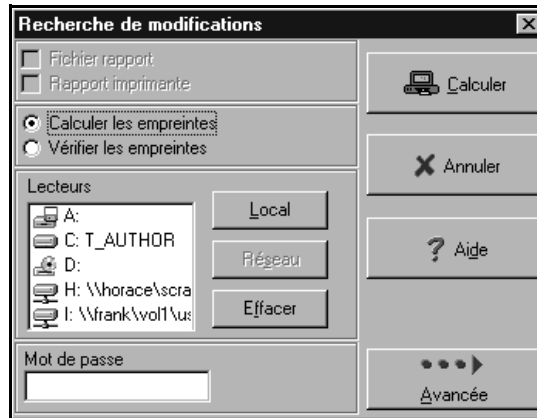 Recherche de modifications
Fichier rapport
Rapport imprimante
Calculer les empreintes
Vérifier les empreintes
Lecteurs
A:
C: T_AUTHOR
D:
H: \\horace\scra
I: \\frank\vol1\us
Local
Réseau
Effacer
Mot de passe
Calculer
Annuler
Aide
Avancée